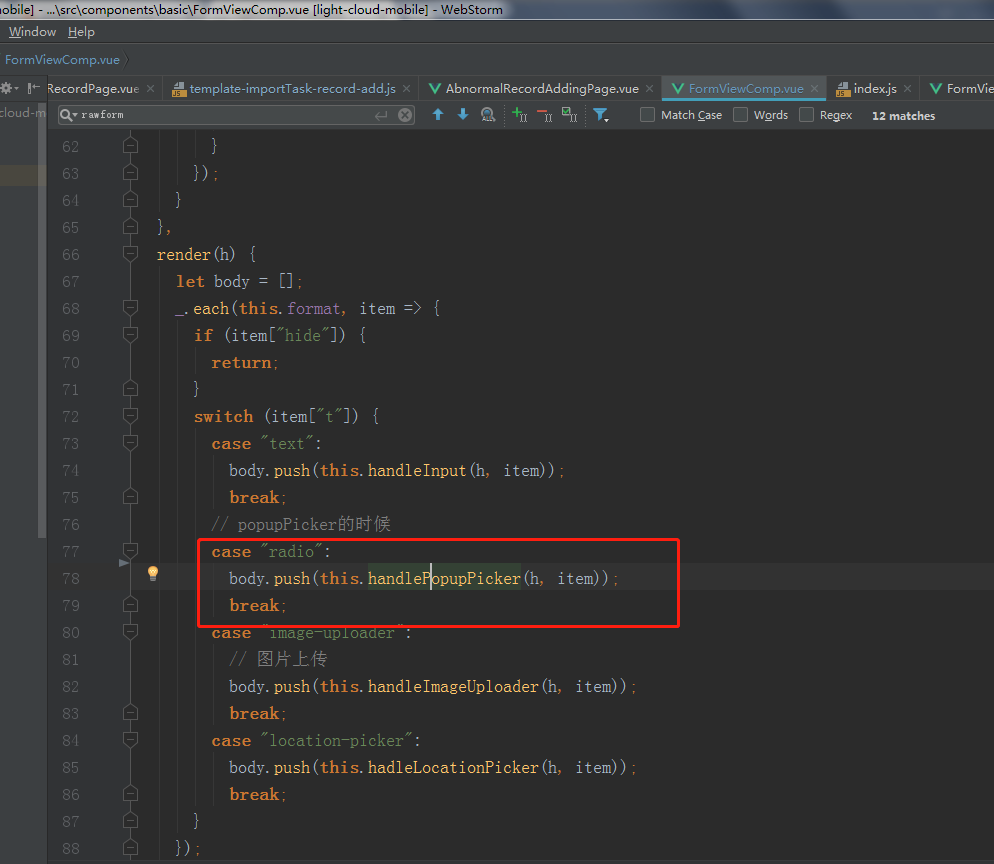 mobile] - ...\src\components\basic\FormViewComp.vue [light-cloud-mobile] - WebStorm
Window Help
FormViewComp.vue
RecordPage.vue template-importTask-record-add.js AbnormalRecordAddingPage.vue FormViewComp.vue index.js FormVie
cloud-m
rawform Match Case Words Regex 12 matches
62 }
63 });
64 }
65 },
66 render(h) {
67 let body = [];
68 _.each(this.format, item => {
69 if (item["hide"]) {
70 return;
71 }
72 switch (item["t"]) {
73 case "text":
74 body.push(this.handleInput(h, item));
75 break;
76 // popupPicker的时候
77 case "radio":
78 body.push(this.handlePopupPicker(h, item));
79 break;
80 case "image-uploader":
81 // 图片上传
82 body.push(this.handleImageUploader(h, item));
83 break;
84 case "location-picker":
85 body.push(this.hadleLocationPicker(h, item));
86 break;
87 }
88 });